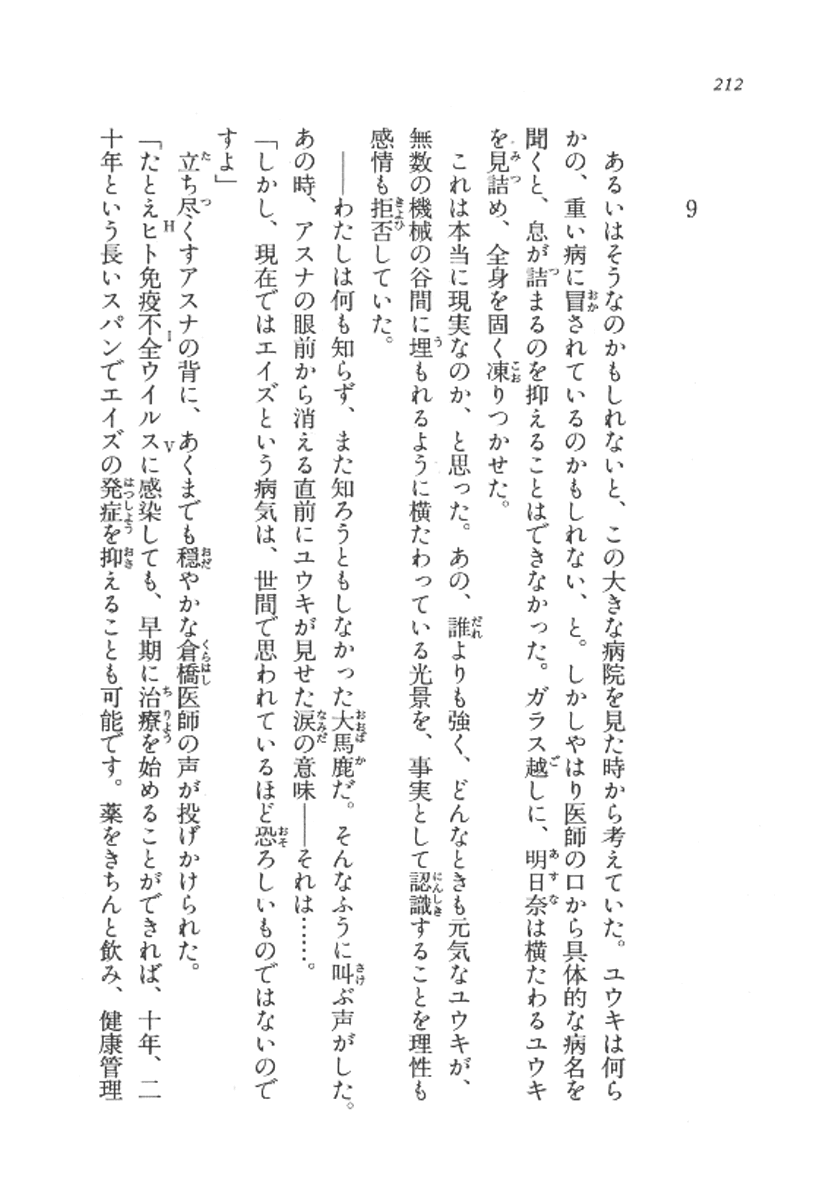 212
9
　あるいはそうなのかもしれないと、この大きな病院を見た時から考えていた。ユウキは何ら
かの、重い病に冒されているのかもしれない、と。しかしやはり医師の口から具体的な病名を
聞くと、息が詰まるのを抑えることはできなかった。ガラス越しに、明日奈は横たわるユウキ
を見詰め、全身を固く凍りつかせた。
　これは本当に現実なのか、と思った。あの、誰よりも強く、どんなときも元気なユウキが、
無数の機械の谷間に埋もれるように横たわっている光景を、事実として認識することを理性も
感情も拒否していた。
　――わたしは何も知らず、また知ろうともしなかった大馬鹿だ。そんなふうに叫ぶ声がした。
あの時、アスナの眼前から消える直前にユウキが見せた涙の意味――それは……。
「しかし、現在ではエイズという病気は、世間で思われているほど恐ろしいものではないので
すよ」
　立ち尽くすアスナの背に、あくまでも穏やかな倉橋医師の声が投げかけられた。
「たとえヒト免疫不全ウイルスに感染しても、早期に治療を始めることができれば、十年、二
十年という長いスパンでエイズの発症を抑えることも可能です。薬をきちんと飲み、健康管理